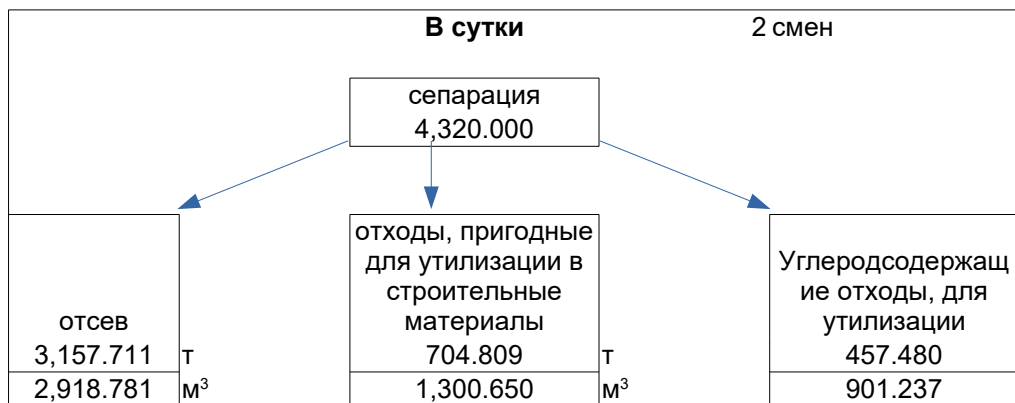 В сутки 2 смен
сепарация
4,320.000
отходы, пригодные
для утилизации в
строительные
материалы
Углеродсодержащ
ие отходы, для
утилизации
отсев
3,157.711 т 704.809 т 457.480
2,918.781 м³ 1,300.650 м³ 901.237